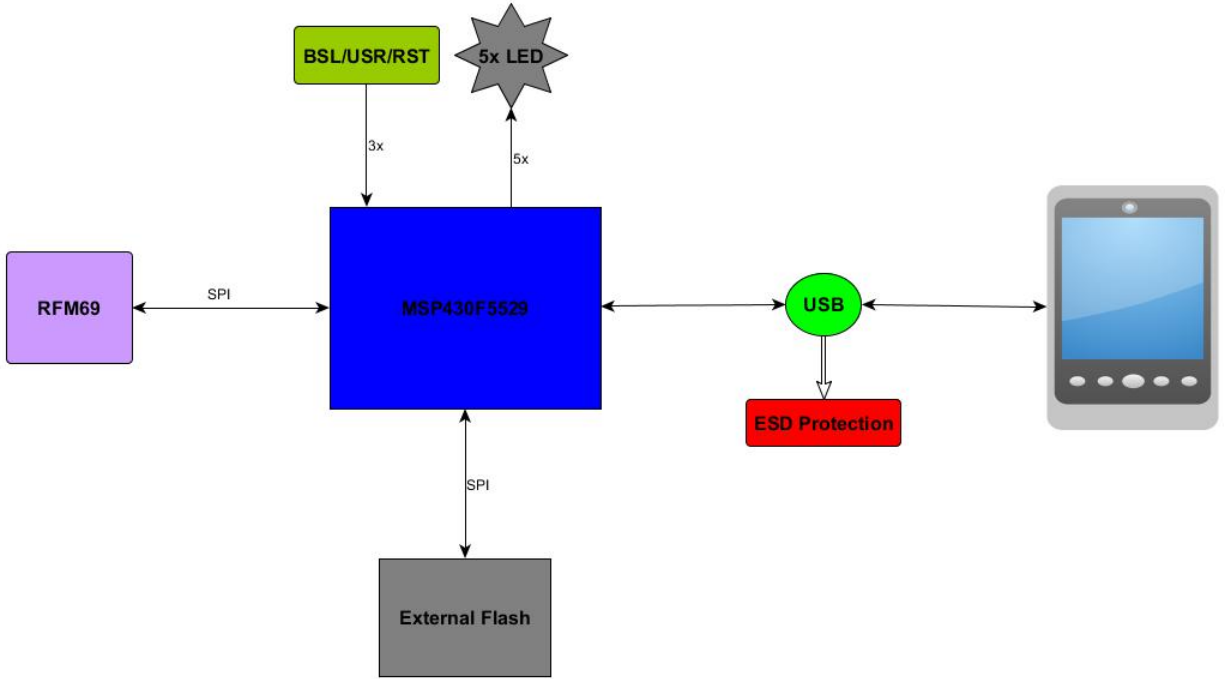 BSL/USR/RST
5x LED
3x
5x
RFM69
SPI
MSP430F5529
USB
ESD Protection
SPI
External Flash